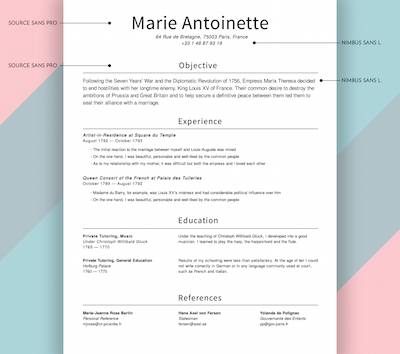 SOURCE SANS PRO
Marie Antoinette
64 Rue de Bretagne, 75003 Paris, France
+33 1 48 87 93 18
NIMBUS SANS L
SOURCE SANS PRO
Objective
NIMBUS SANS L
Following the Seven Years' War and the Diplomatic Revolution of 1756, Empress Maria Theresa decided
to end hostilities with her longtime enemy, King Louis XV of France. Their common desire to destroy the
ambitions of Prussia and Great Britain and to help secure a definitive peace between them led them to
seal their alliance with a marriage.
Experience
Artist-in-Residence at Square du Temple
August 1792 — October 1793
- The initial reaction to the marriage between myself and Louis Auguste was mixed
- On the one hand, I was beautiful, personable and well-liked by the common people
- As is my relationship with my mother; it was difficult but both the empress and I loved each other
Queen Consort of the French at Palais des Tuileries
October 1789 — August 1792
- Madame du Barry, for example, was Louis XV's mistress and had considerable political influence over him
- On the one hand, I was beautiful, personable and well-liked by the common people
Education
Private Tutoring, Music
Under Christoph Willibald Gluck
1765 — 1770
Under the teaching of Christoph Willibald Gluck, I developed into a good
musician. I learned to play the harp, the harpsichord and the flute.
Private Tutoring, General Education
Hofburg Palace
1760 — 1770
Results of my schooling were less than satisfactory. At the age of ten I could
not write correctly in German or in any language commonly used at court,
such as French and Italian.
References
Marie-Jeanne Rose Bertin
Personal Reference
Hans Axel von Fersen
Statesman
fersen@axel.se
Yolande de Polignac
Gouvernante des Enfants
yp@gov.paris.fr